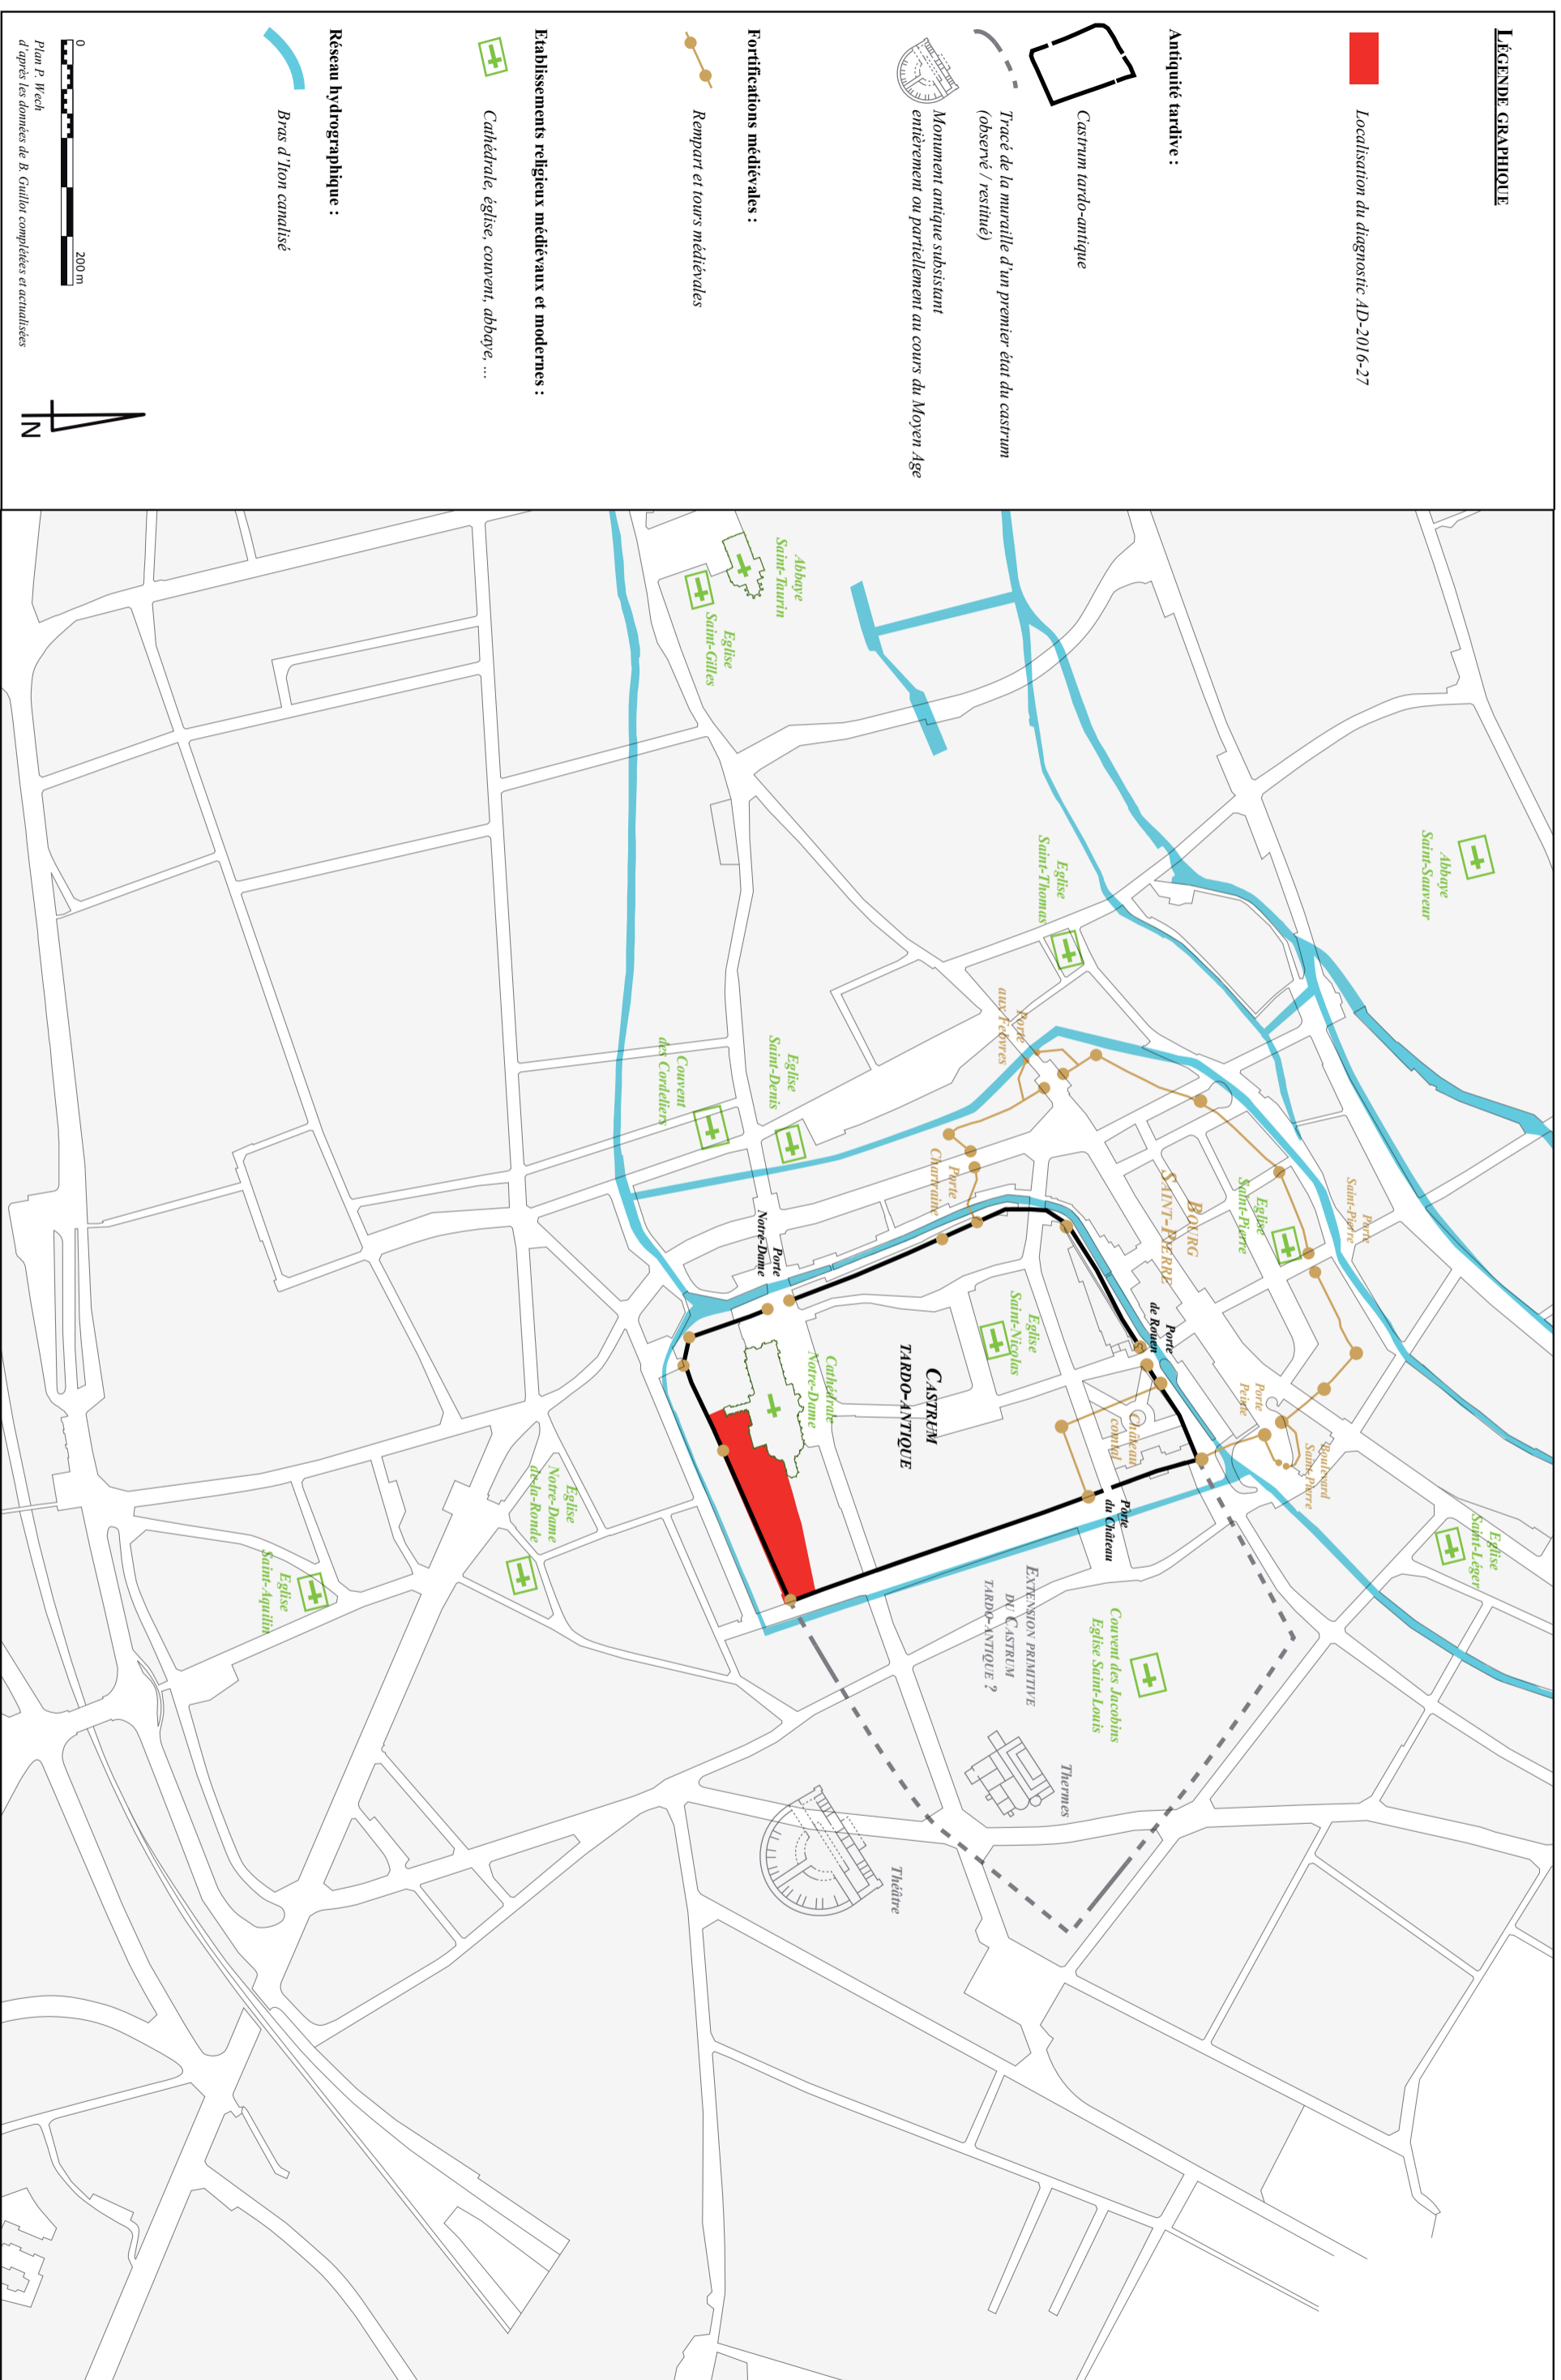 LÉGENDE GRAPHIQUE
Localisation du diagnostic AD-2016-27
Antiquité tardive :
Castrum tardo-antique
Tracé de la muraille d'un premier état du castrum
(observé / restitué)
Monument antique subsistant
entièrement ou partiellement au cours du Moyen Age
Fortifications médiévales :
Rempart et tours médiévales
Etablissements religieux médiévaux et modernes :
Cathédrale, église, couvent, abbaye, ...
Réseau hydrographique :
Bras d'Iton canalisé
0
200 m
Plan P. Wech
d'après les données de B. Guillot complétées et actualisées
N
Abbaye
Saint-Sauveur
Abbaye
Saint-Taurin
Eglise
Saint-Gilles
Eglise
Saint-Thomas
Porte
aux Febvres
Eglise
Saint-Denis
Couvent
des Cordeliers
Porte
Chartraine
Porte
Saint-Pierre
Eglise
Saint-Pierre
BOURG
SAINT-PIERRE
Porte
Notre-Dame
Porte
de Rouen
Eglise
Saint-Nicolas
Cathédrale
Notre-Dame
CASTRUM
TARDO-ANTIQUE
Porte
Peinte
Boulevard
Saint-Pierre
Château
comtal
Porte
du Château
Eglise
Saint-Léger
Eglise
Notre-Dame
de-la-Ronde
Eglise
Saint-Aquilin
EXTENSION PRIMITIVE
DU CASTRUM
TARDO-ANTIQUE ?
Couvent des Jacobins
Eglise Saint-Louis
Thermes
Théâtre